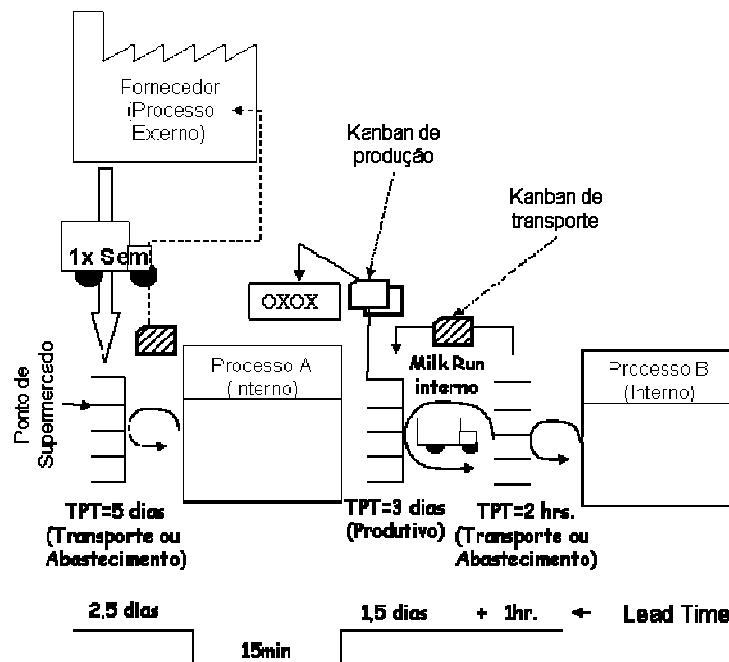 Fornecedor
(Processo
Externo)
Kanban de
produção
Kanban de
transporte
1x Sem
OXOX
Processo A
(Interno)
Milk Run
interno
Processo B
(Interno)
Ponto de
Supermercado
TPT=5 dias
(Transporte ou
Abastecimento)
TPT=3 dias
(Produtivo)
TPT=2 hrs.
(Transporte ou
Abastecimento)
2,5 dias
1,5 dias
+ 1hr.
Lead Time
15min